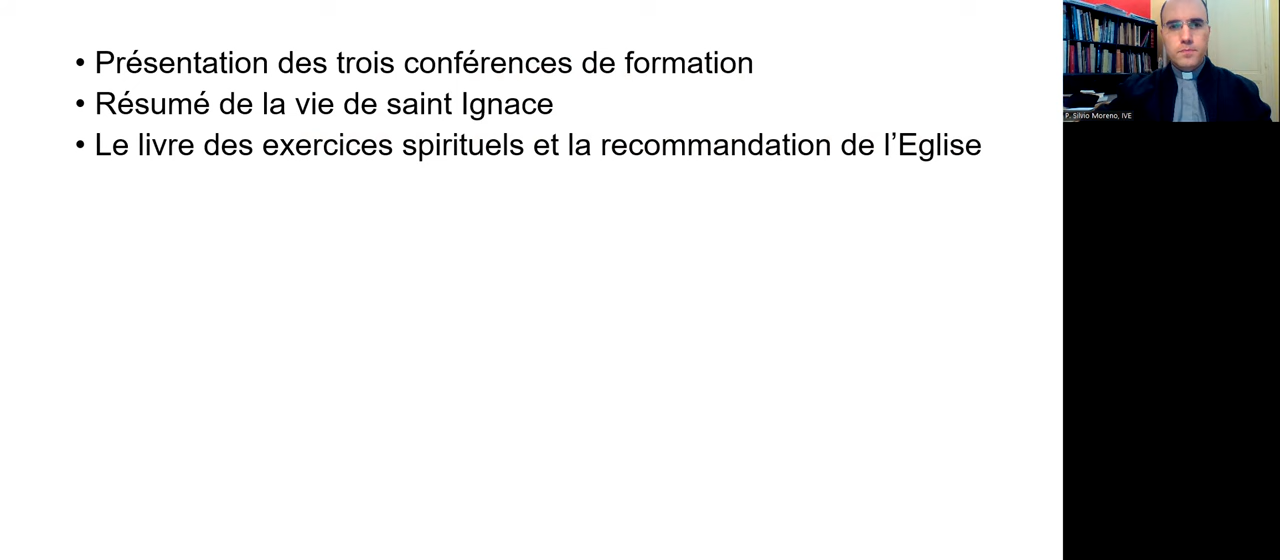 • Présentation des trois conférences de formation
• Résumé de la vie de saint Ignace
• Le livre des exercices spirituels et la recommandation de l’Eglise
P. Silvio Moreno, IVE